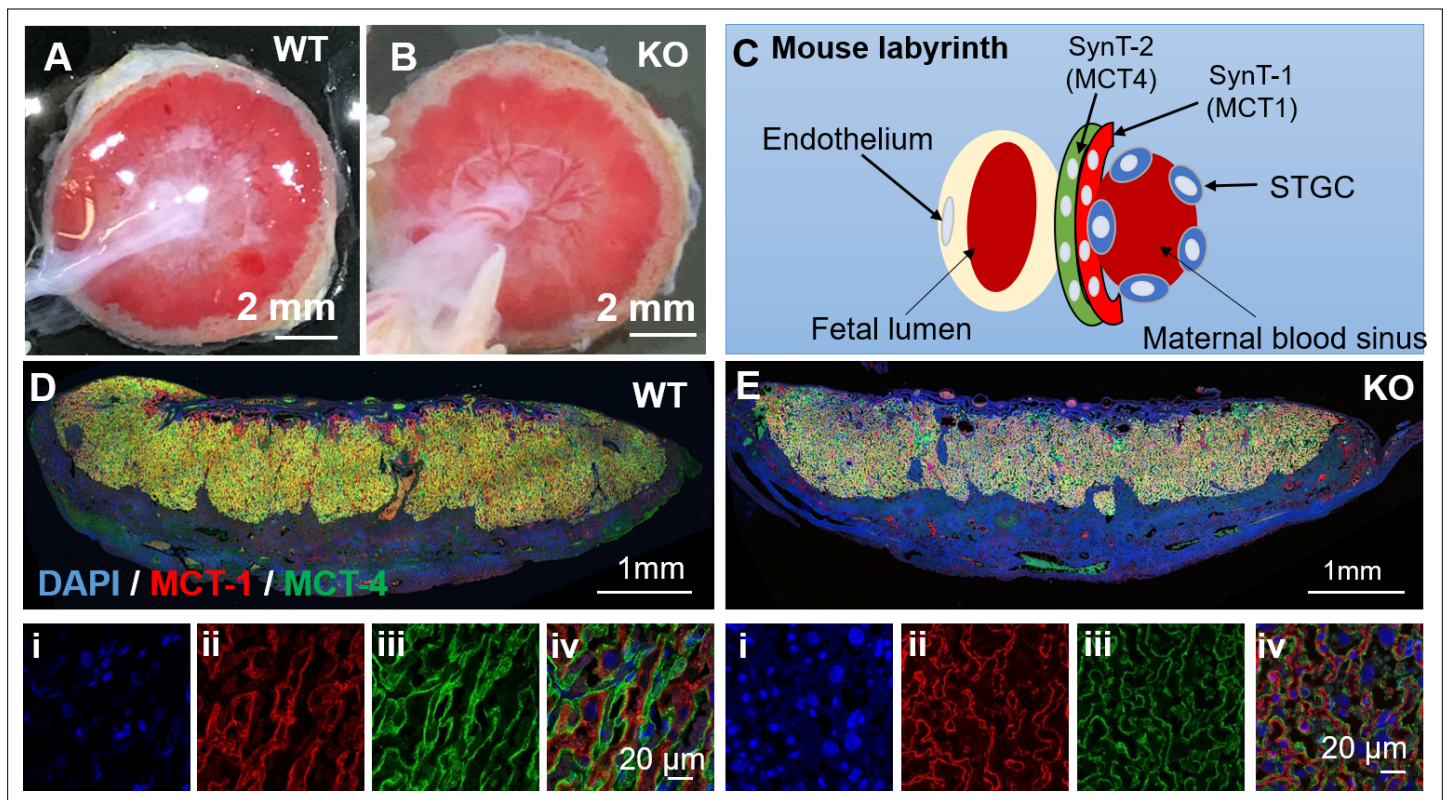 A
WT
2 mm
B
KO
2 mm
C Mouse labyrinth
SynT-2
(MCT4)
SynT-1
(MCT1)
Endothelium
STGC
Fetal lumen
Maternal blood sinus
D
WT
DAPI / MCT-1 / MCT-4
1mm
E
KO
1mm
i
ii
iii
iv
20 µm
i
ii
iii
iv
20 µm